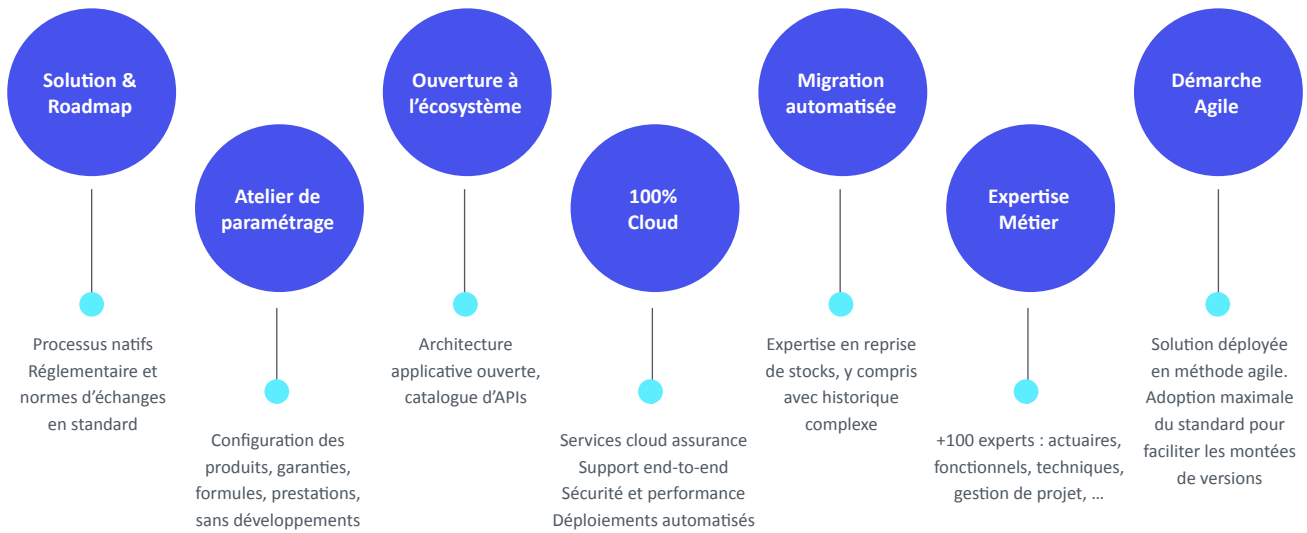 Solution &
Roadmap
Processus natifs
Réglementaire et
normes d’échanges
en standard
Atelier de
paramétrage
Configuration des
produits, garanties,
formules, prestations,
sans développements
Ouverture à
l’écosystème
Architecture
applicative ouverte,
catalogue d’APIs
100%
Cloud
Services cloud assurance
Support end-to-end
Sécurité et performance
Déploiements automatisés
Migration
automatisée
Expertise en reprise
de stocks, y compris
avec historique
complexe
Expertise
Métier
+100 experts : actuaires,
fonctionnels, techniques,
gestion de projet, ...
Démarche
Agile
Solution déployée
en méthode agile.
Adoption maximale
du standard pour
faciliter les montées
de versions